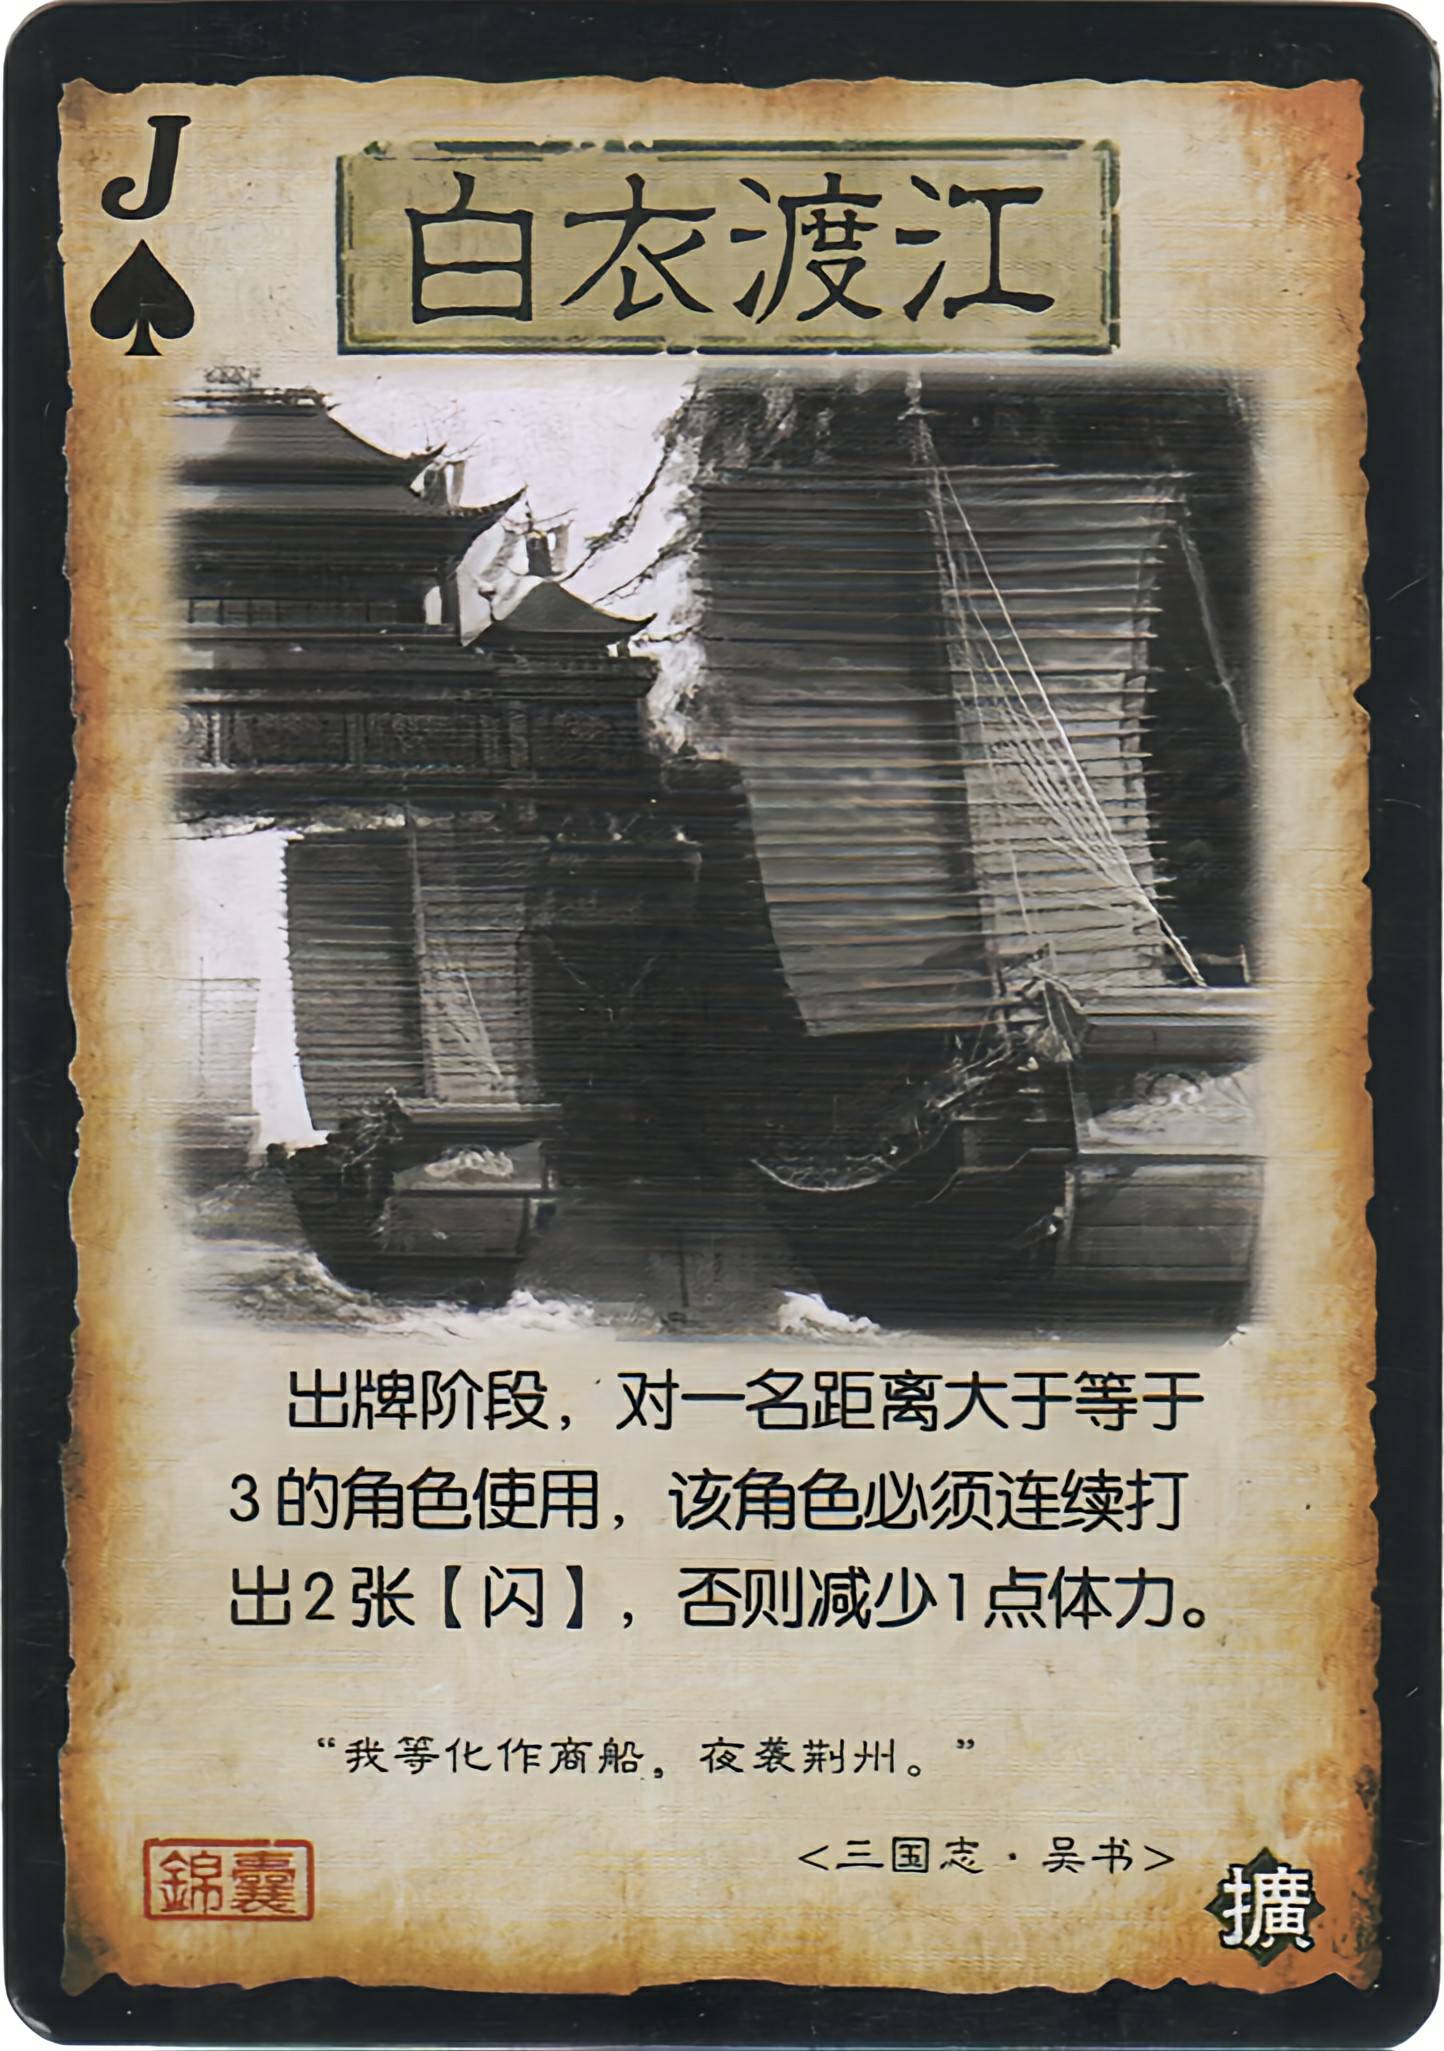 J
白衣渡江
出牌阶段，对一名距离大于等于
3的角色使用，该角色必须连续打
出2张【闪】，否则减少1点体力。
“我等化作商船，夜袭荆州。”
<三国志·吴书>
錦囊
擴